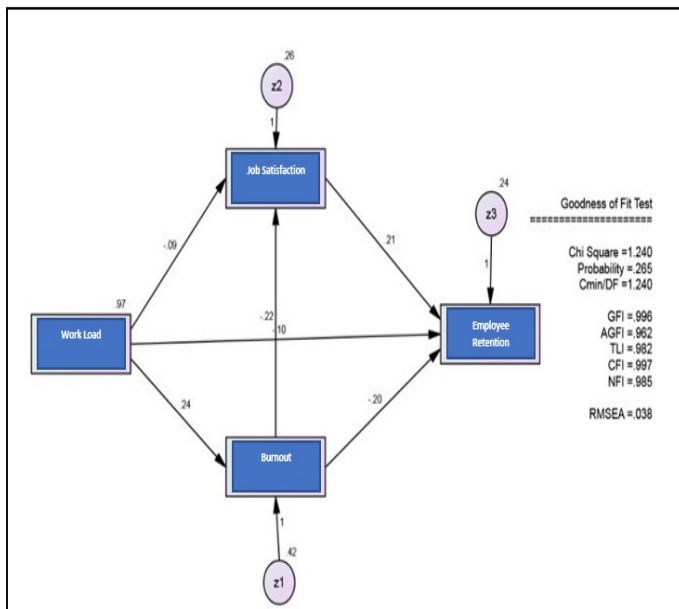 .26
z2
1
Job Satisfaction
.24
z3
1
-.09
.21
.97
Work Load
-.22
-.10
Employee
Retention
.24
-.20
Burnout
1
.42
z1
Goodness of Fit Test
=====================
Chi Square =1.240
Probability =.265
Cmin/DF =1.240
GFI =.996
AGFI =.962
TLI =.982
CFI =.997
NFI =.985
RMSEA =.038